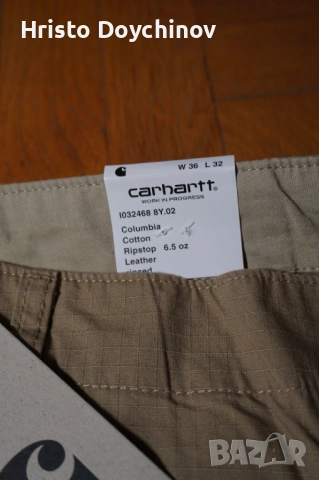 Hristo Doychinov
W 36 L 32
carhartt
WORK IN PROGRESS
I032468 8Y.02
Columbia
Cotton
Ripstop 6.5 oz
Leather
rinsed
BAZAR